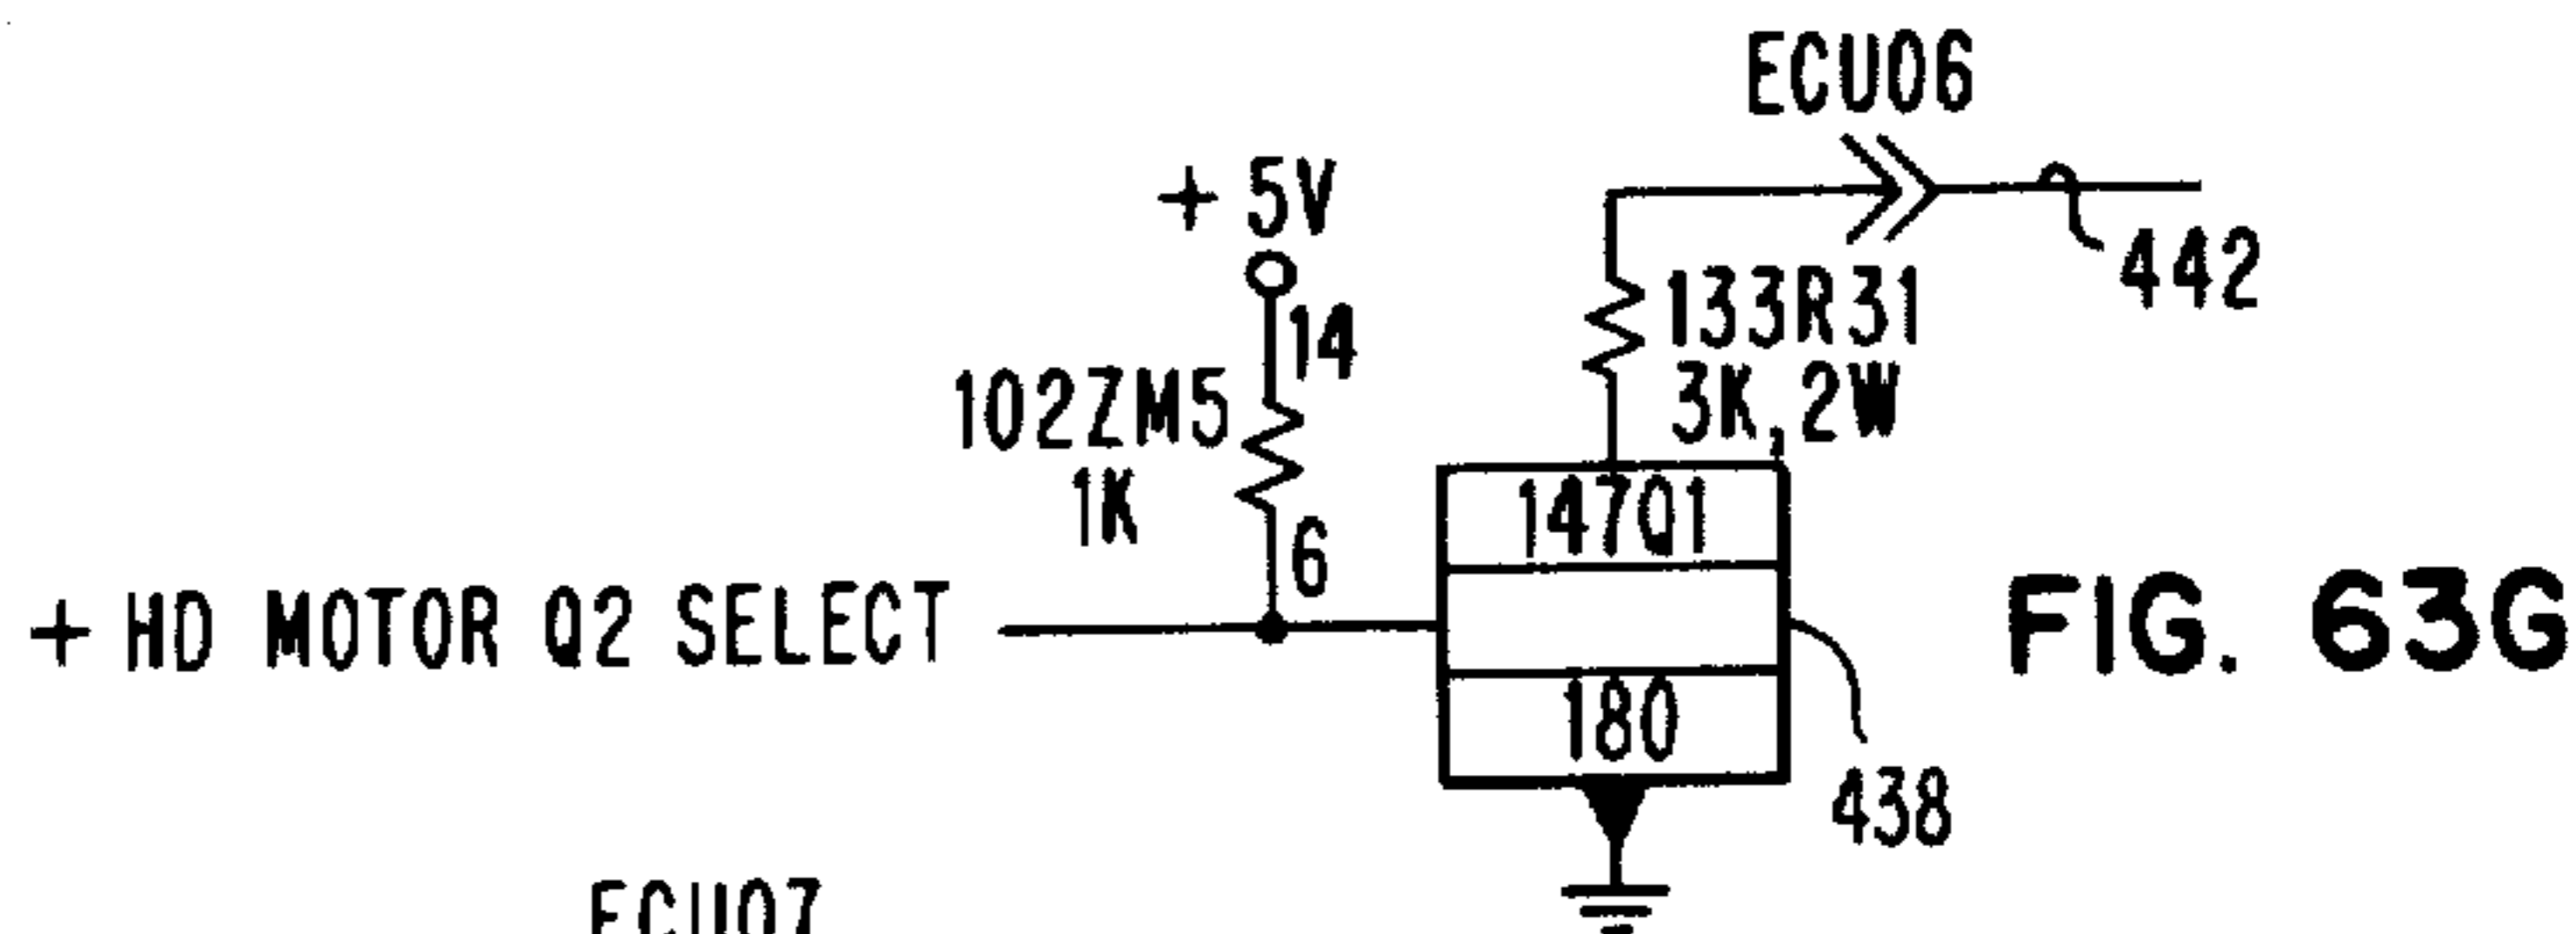 ECU06
+ 5V
14
442
133R31
3K, 2W
102ZM5
1K
147Q1
6
+ HD MOTOR Q2 SELECT
FIG. 63G
180
438
ECU07